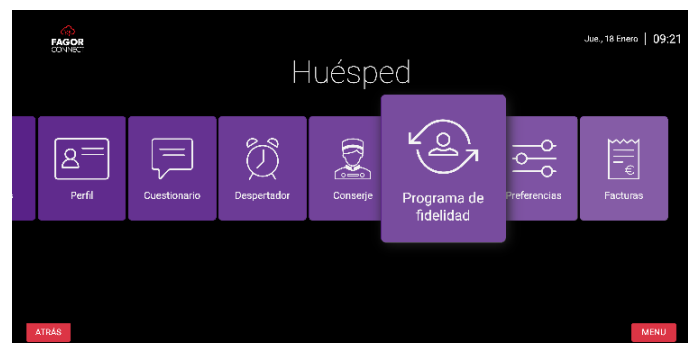 FAGOR
CONNECT
Jue., 18 Enero | 09:21
Huésped
s
Perfil
Cuestionario
Despertador
Conserje
Programa de
fidelidad
Preferencias
Facturas
€
ATRÁS
MENU